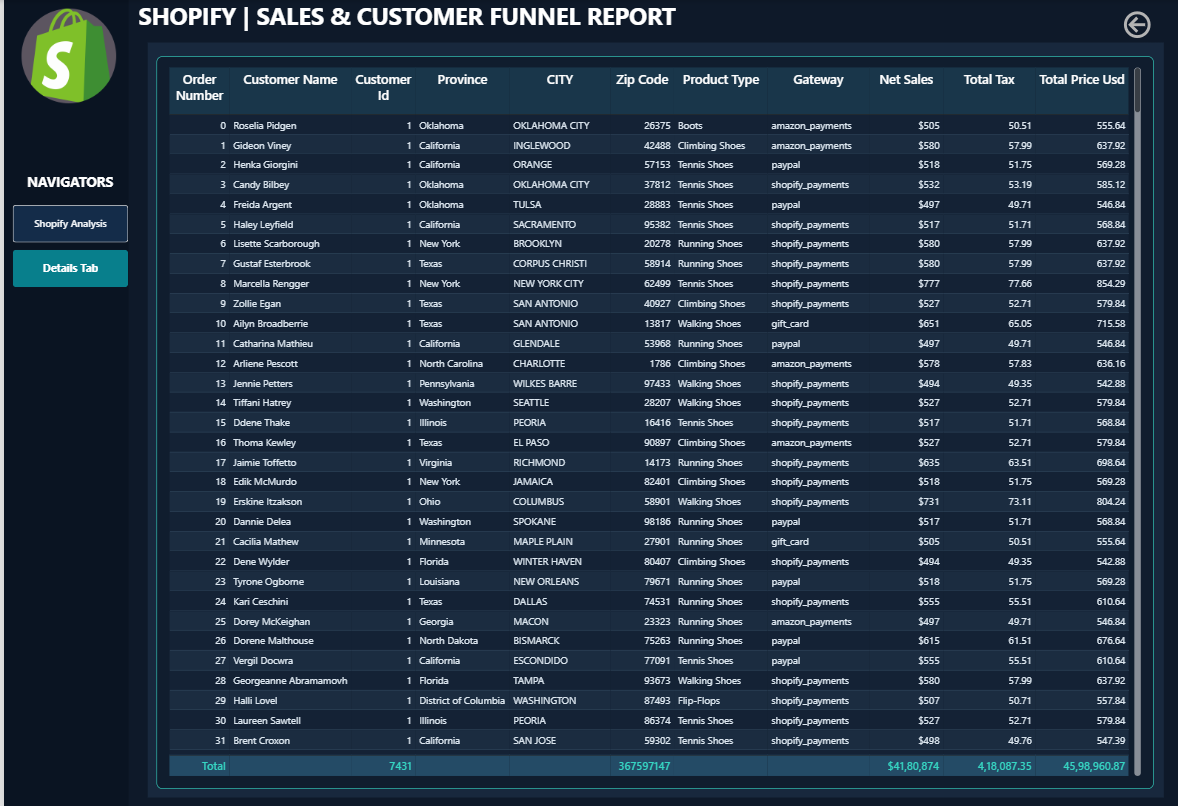 SHOPIFY | SALES & CUSTOMER FUNNEL REPORT
NAVIGATORS
Shopify Analysis
Details Tab
Order Number Customer Name Customer Id Province CITY Zip Code Product Type Gateway Net Sales Total Tax Total Price Usd
0 Roselia Pidgen 1 Oklahoma OKLAHOMA CITY 26375 Boots amazon_payments $505 50.51 555.64
1 Gideon Viney 1 California INGLEWOOD 42488 Climbing Shoes amazon_payments $580 57.99 637.92
2 Henka Giorgini 1 California ORANGE 57153 Tennis Shoes paypal $518 51.75 569.28
3 Candy Bilbey 1 Oklahoma OKLAHOMA CITY 37812 Tennis Shoes shopify_payments $532 53.19 585.12
4 Freida Argent 1 Oklahoma TULSA 28883 Tennis Shoes paypal $497 49.71 546.84
5 Haley Leyfield 1 California SACRAMENTO 95382 Tennis Shoes shopify_payments $517 51.71 568.84
6 Lisette Scarborough 1 New York BROOKLYN 20278 Running Shoes shopify_payments $580 57.99 637.92
7 Gustaf Esterbrook 1 Texas CORPUS CHRISTI 58914 Running Shoes shopify_payments $580 57.99 637.92
8 Marcella Rengger 1 New York NEW YORK CITY 62499 Tennis Shoes shopify_payments $777 77.66 854.29
9 Zollie Egan 1 Texas SAN ANTONIO 40927 Climbing Shoes shopify_payments $527 52.71 579.84
10 Ailyn Broadberrie 1 Texas SAN ANTONIO 13817 Walking Shoes gift_card $651 65.05 715.58
11 Catharina Mathieu 1 California GLENDALE 53968 Running Shoes paypal $497 49.71 546.84
12 Arliene Pescott 1 North Carolina CHARLOTTE 1786 Climbing Shoes amazon_payments $578 57.83 636.16
13 Jennie Petters 1 Pennsylvania WILKES BARRE 97433 Walking Shoes shopify_payments $494 49.35 542.88
14 Tiffani Hatrey 1 Washington SEATTLE 28207 Walking Shoes shopify_payments $527 52.71 579.84
15 Ddene Thake 1 Illinois PEORIA 16416 Tennis Shoes shopify_payments $517 51.71 568.84
16 Thoma Kewley 1 Texas EL PASO 90897 Climbing Shoes amazon_payments $527 52.71 579.84
17 Jaimie Toffetto 1 Virginia RICHMOND 14173 Running Shoes shopify_payments $635 63.51 698.64
18 Edik McMurdo 1 New York JAMAICA 82401 Climbing Shoes shopify_payments $518 51.75 569.28
19 Erskine Itzakson 1 Ohio COLUMBUS 58901 Walking Shoes shopify_payments $731 73.11 804.24
20 Dannie Delea 1 Washington SPOKANE 98186 Running Shoes paypal $517 51.71 568.84
21 Cacilia Mathew 1 Minnesota MAPLE PLAIN 27901 Running Shoes gift_card $505 50.51 555.64
22 Dene Wylder 1 Florida WINTER HAVEN 80407 Climbing Shoes shopify_payments $494 49.35 542.88
23 Tyrone Ogborne 1 Louisiana NEW ORLEANS 79671 Running Shoes paypal $518 51.75 569.28
24 Kari Ceschini 1 Texas DALLAS 74531 Running Shoes shopify_payments $555 55.51 610.64
25 Dorey McKeighan 1 Georgia MACON 23323 Running Shoes amazon_payments $497 49.71 546.84
26 Dorene Malthouse 1 North Dakota BISMARCK 75263 Running Shoes paypal $615 61.51 676.64
27 Vergil Docwra 1 California ESCONDIDO 77091 Tennis Shoes paypal $555 55.51 610.64
28 Georgeanne Abramamovh 1 Florida TAMPA 93673 Walking Shoes shopify_payments $580 57.99 637.92
29 Halli Lovel 1 District of Columbia WASHINGTON 87493 Flip-Flops shopify_payments $507 50.71 557.84
30 Laureen Sawtell 1 Illinois PEORIA 86374 Tennis Shoes shopify_payments $527 52.71 579.84
31 Brent Croxon 1 California SAN JOSE 59302 Tennis Shoes shopify_payments $498 49.76 547.39
Total 7431 367597147 $41,80,874 4,18,087.35 45,98,960.87